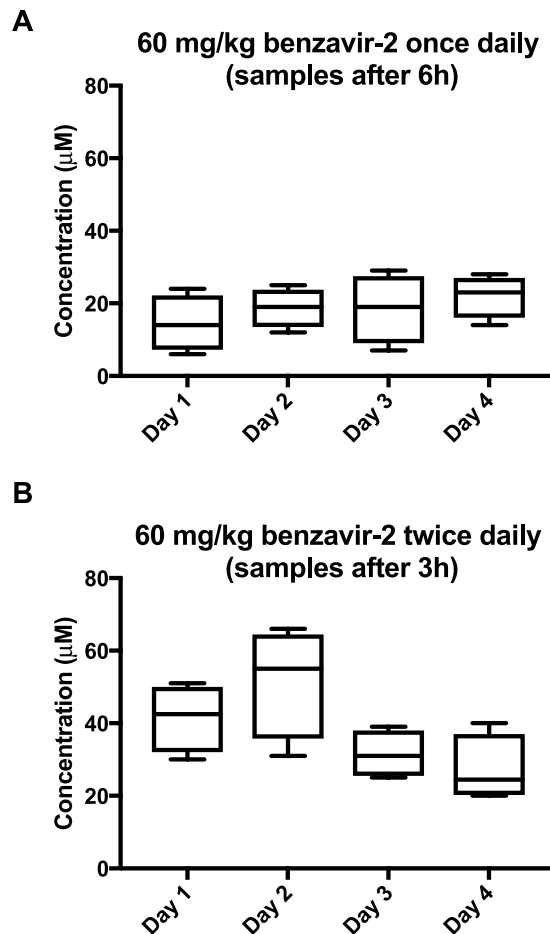 A
60 mg/kg benzavir-2 once daily
(samples after 6h)
80
60
40
20
0
Concentration (μM)
Day 1
Day 2
Day 3
Day 4
B
60 mg/kg benzavir-2 twice daily
(samples after 3h)
80
60
40
20
0
Concentration (μM)
Day 1
Day 2
Day 3
Day 4